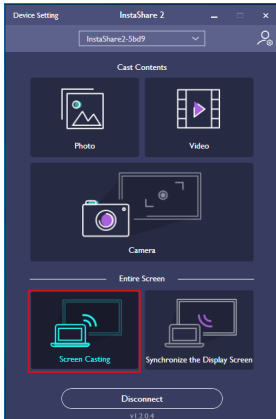 Device Setting InstaShare 2
InstaShare2-5bd9
Cast Contents
Photo Video
Camera
Entire Screen
Screen Casting Synchronize the Display Screen
Disconnect
v1.2.0.4